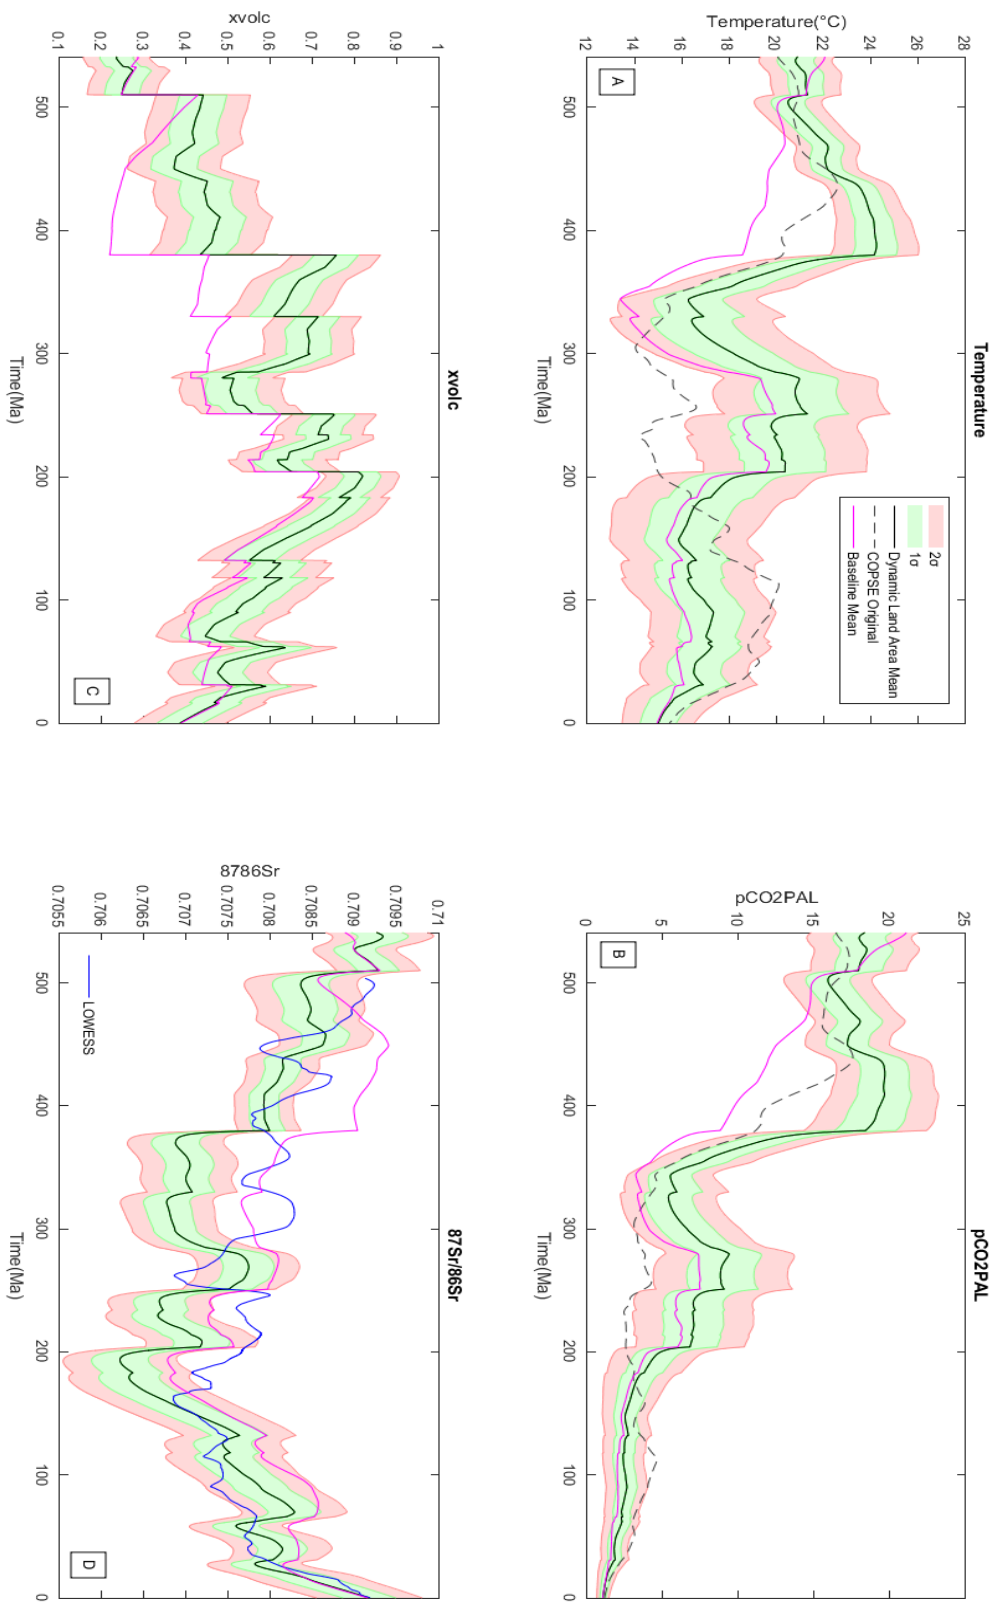 Temperature
Temperature(°C)
28
26
24
22
20
18
16
14
12
A
2σ
1σ
Dynamic Land Area Mean
COPSE Original
Baseline Mean
500
400
300
200
100
0
Time(Ma)
pCO2PAL
pCO2PAL
25
20
15
10
5
0
B
500
400
300
200
100
0
Time(Ma)
xvolc
xvolc
1
0.9
0.8
0.7
0.6
0.5
0.4
0.3
0.2
0.1
C
500
400
300
200
100
0
Time(Ma)
87Sr/86Sr
8786Sr
0.71
0.7095
0.709
0.7085
0.708
0.7075
0.707
0.7065
0.706
0.7055
LOWESS
D
500
400
300
200
100
0
Time(Ma)